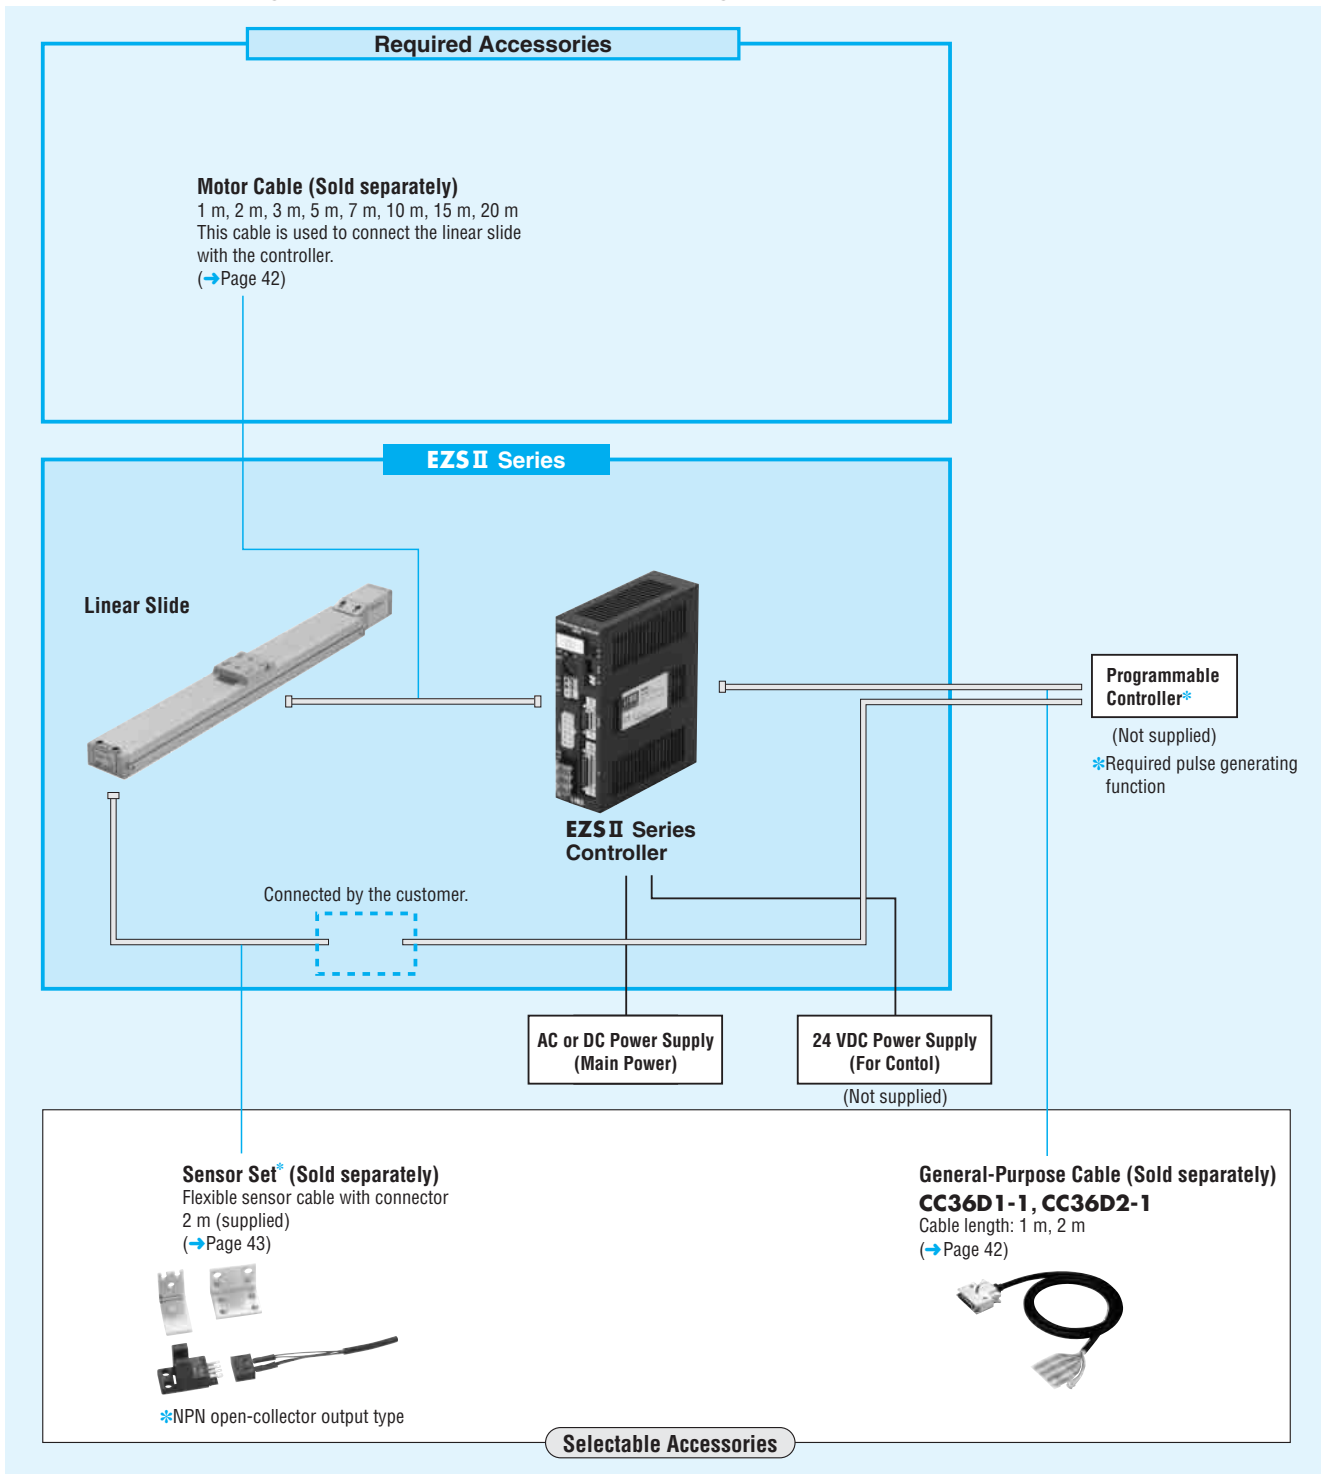 Required Accessories
Motor Cable (Sold separately)
1 m, 2 m, 3 m, 5 m, 7 m, 10 m, 15 m, 20 m
This cable is used to connect the linear slide
with the controller.
(➜Page 42)
EZSⅡ Series
Linear Slide
Programmable
Controller✻
(Not supplied)
✻Required pulse generating
function
EZSⅡ Series
Controller
Connected by the customer.
AC or DC Power Supply
(Main Power)
24 VDC Power Supply
(For Contol)
(Not supplied)
Sensor Set✻ (Sold separately)
Flexible sensor cable with connector
2 m (supplied)
(➜Page 43)
✻NPN open-collector output type
General-Purpose Cable (Sold separately)
CC36D1-1, CC36D2-1
Cable length: 1 m, 2 m
(➜Page 42)
Selectable Accessories